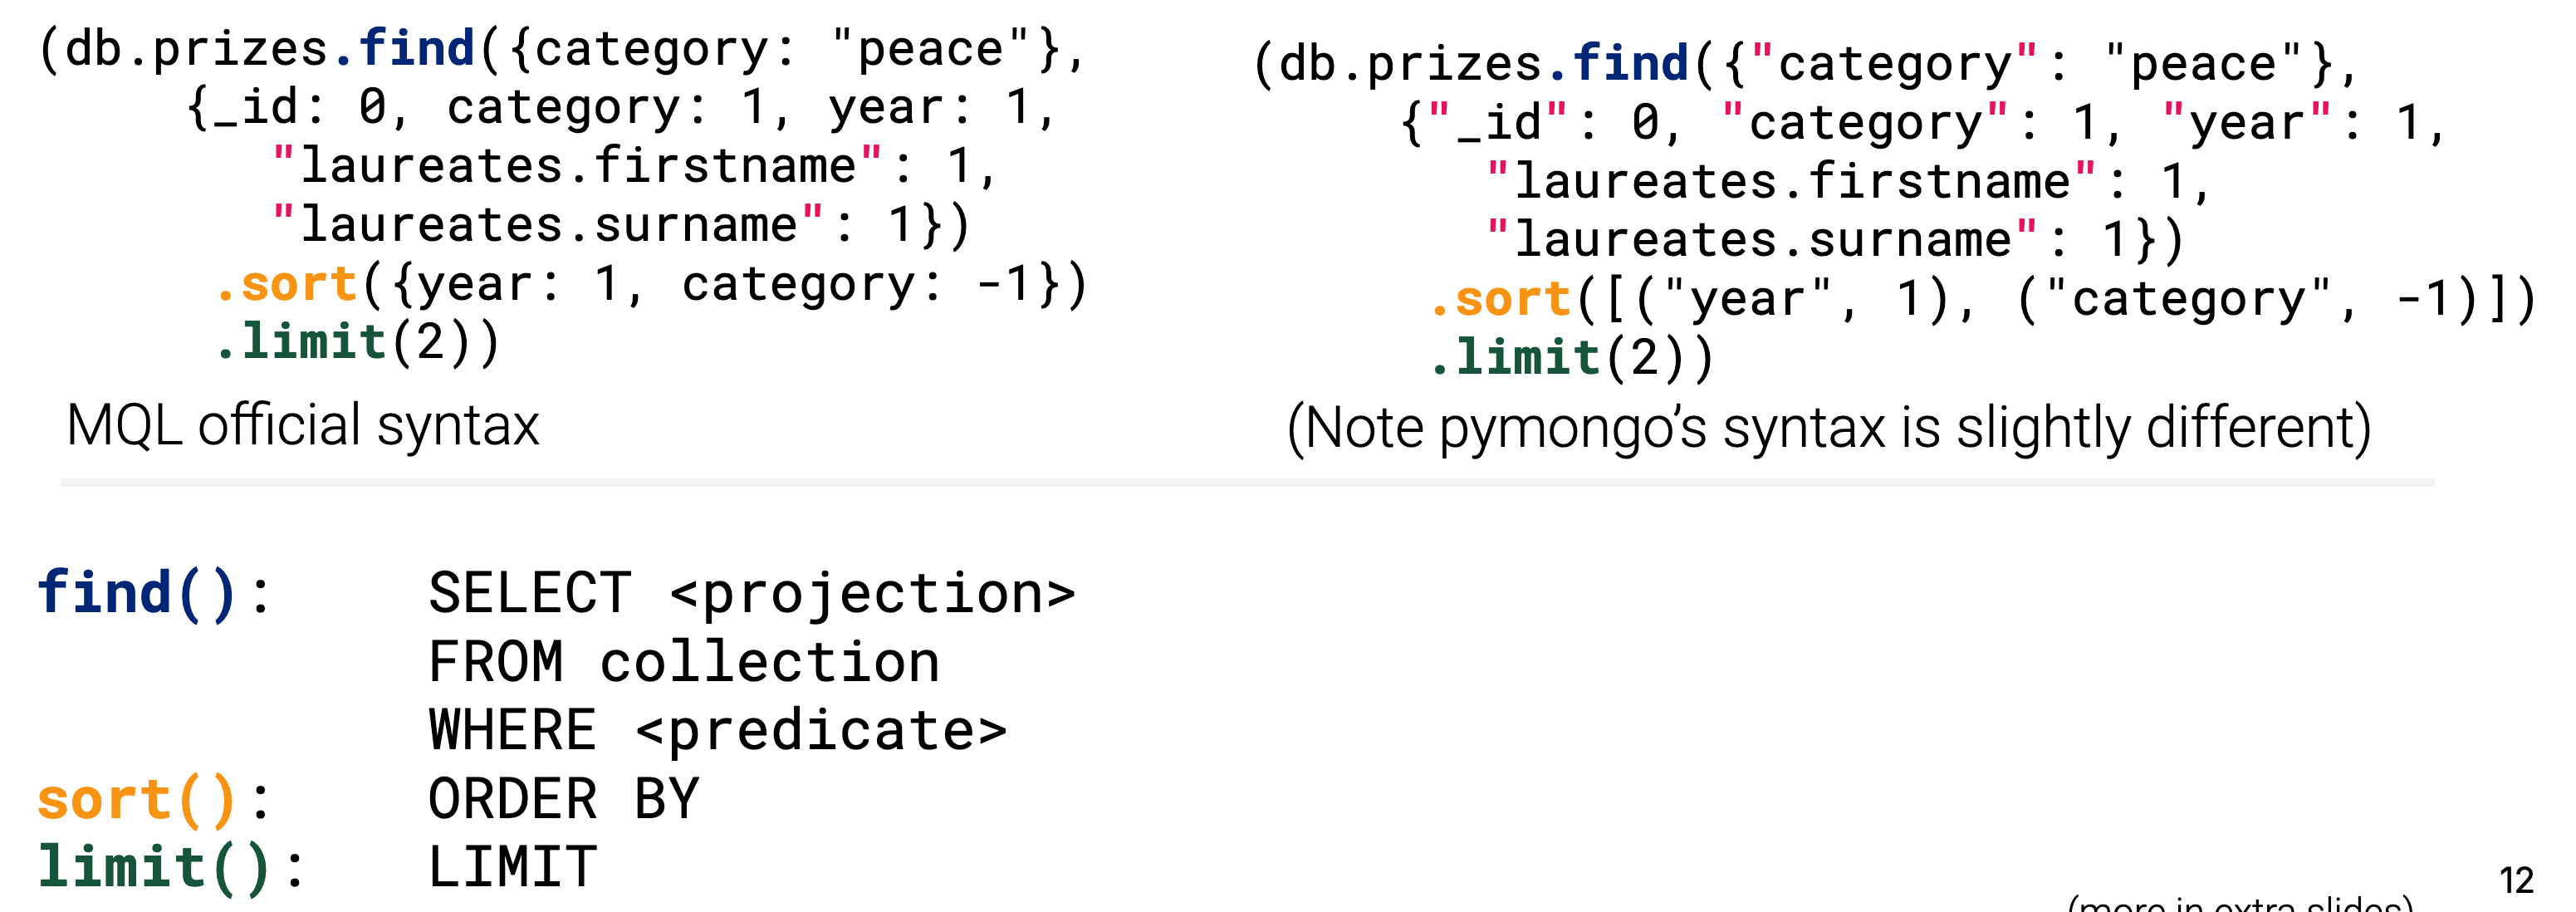 (db.prizes.find({category: "peace"},
{_id: 0, category: 1, year: 1,
"laureates.firstname": 1,
"laureates.surname": 1})
.sort({year: 1, category: -1})
.limit(2))
MQL official syntax
(db.prizes.find({"category": "peace"},
{"_id": 0, "category": 1, "year": 1,
"laureates.firstname": 1,
"laureates.surname": 1})
.sort([("year", 1), ("category", -1)])
.limit(2))
(Note pymongo's syntax is slightly different)
find(): SELECT <projection>
FROM collection
WHERE <predicate>
sort(): ORDER BY
limit(): LIMIT
12
(more in extra slides)